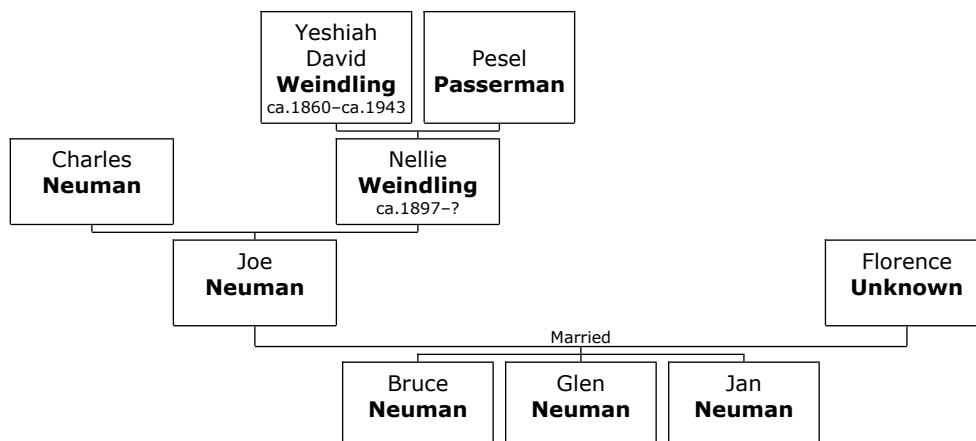 Yeshiah
David
Weindling
ca.1860–ca.1943
Pesel
Passerman
Charles
Neuman
Nellie
Weindling
ca.1897–?
Joe
Neuman
Florence
Unknown
Married
Bruce
Neuman
Glen
Neuman
Jan
Neuman